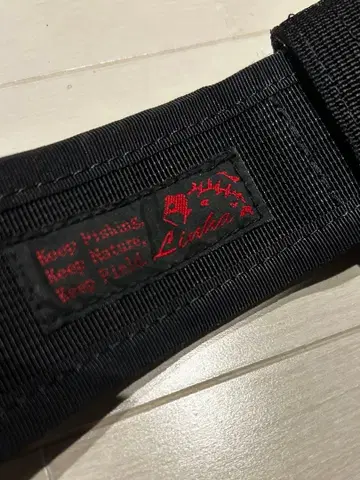 Keep Fishing.
Keep Nature.
Keep Field.
Linha